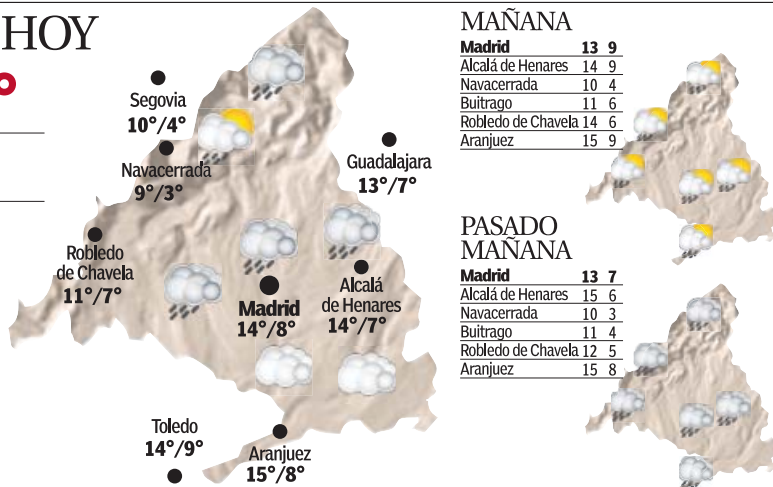 HOY
Segovia
10°/4°
Navacerrada
9°/3°
Guadalajara
13°/7°
Robledo
de Chavela
11°/7°
Madrid
14°/8°
Alcalá
de Henares
14°/7°
Toledo
14°/9°
Aranjuez
15°/8°
MAÑANA
Madrid 13 9
Alcalá de Henares 14 9
Navacerrada 10 4
Buitrago 11 6
Robledo de Chavela 14 6
Aranjuez 15 9
PASADO
MAÑANA
Madrid 13 7
Alcalá de Henares 15 6
Navacerrada 10 3
Buitrago 11 4
Robledo de Chavela 12 5
Aranjuez 15 8